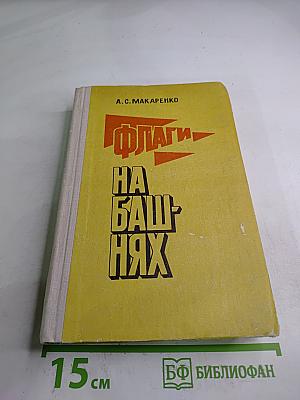 А.С.МАКАРЕНКО
ФЛАГИ
НА
БАШ-
НЯХ
15 см
БФ БИБЛИОФАН